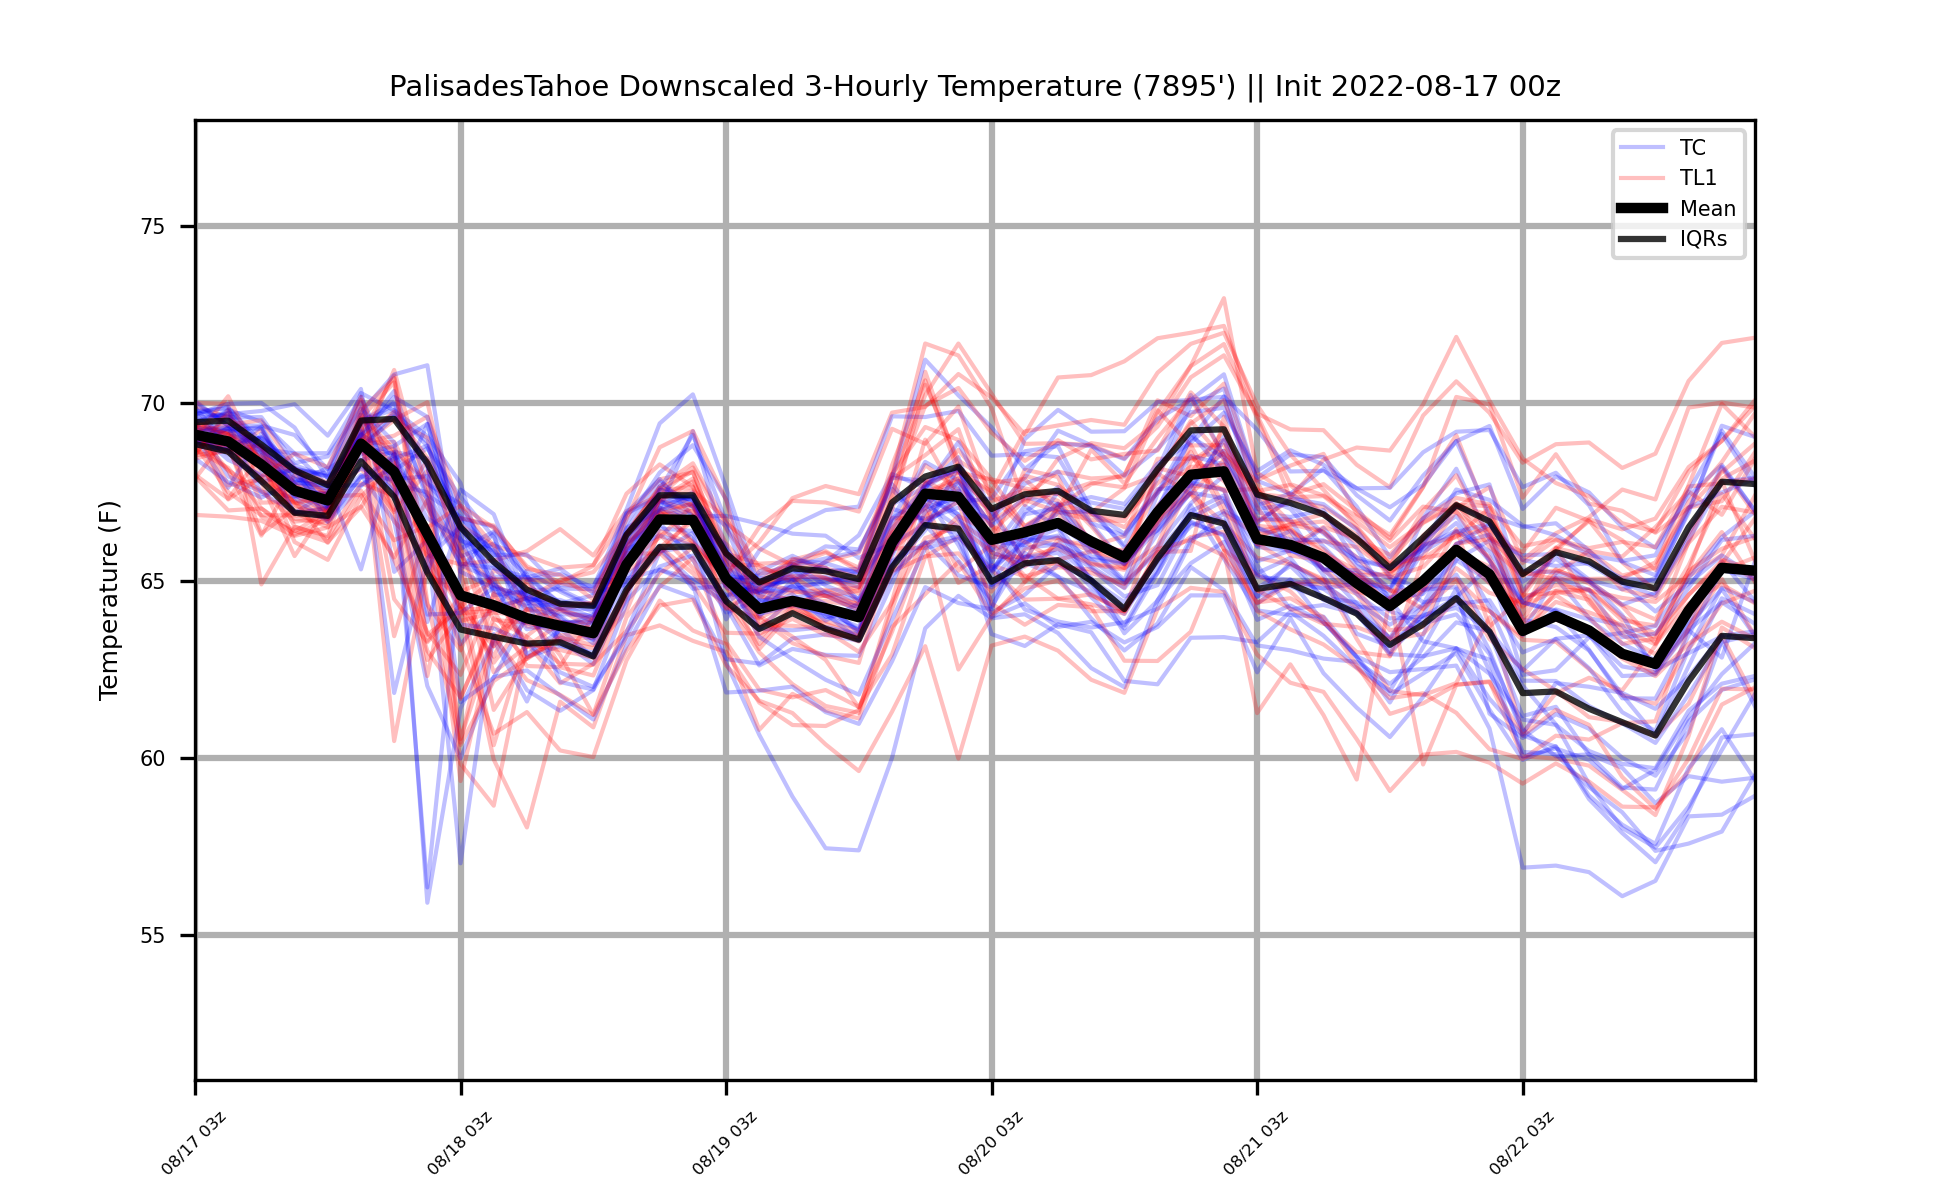 PalisadesTahoe Downscaled 3-Hourly Temperature (7895') || Init 2022-08-17 00z
TC
TL1
Mean
IQRs
Temperature (F)
75
70
65
60
55
08/17 03z
08/18 03z
08/19 03z
08/20 03z
08/21 03z
08/22 03z